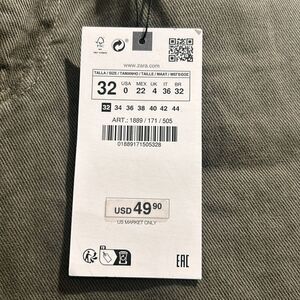 www.zara.com
TALLA / SIZE / TAMANHO / TAILLE / MAAT / МӨЛШЕРІ
32 USA 0 MEX 22 UK 4 IT 36 BR 32
32 34 36 38 40 42 44
ART.: 1889 / 171 / 505
01889171505328
USD 49.90
US MARKET ONLY
EAC